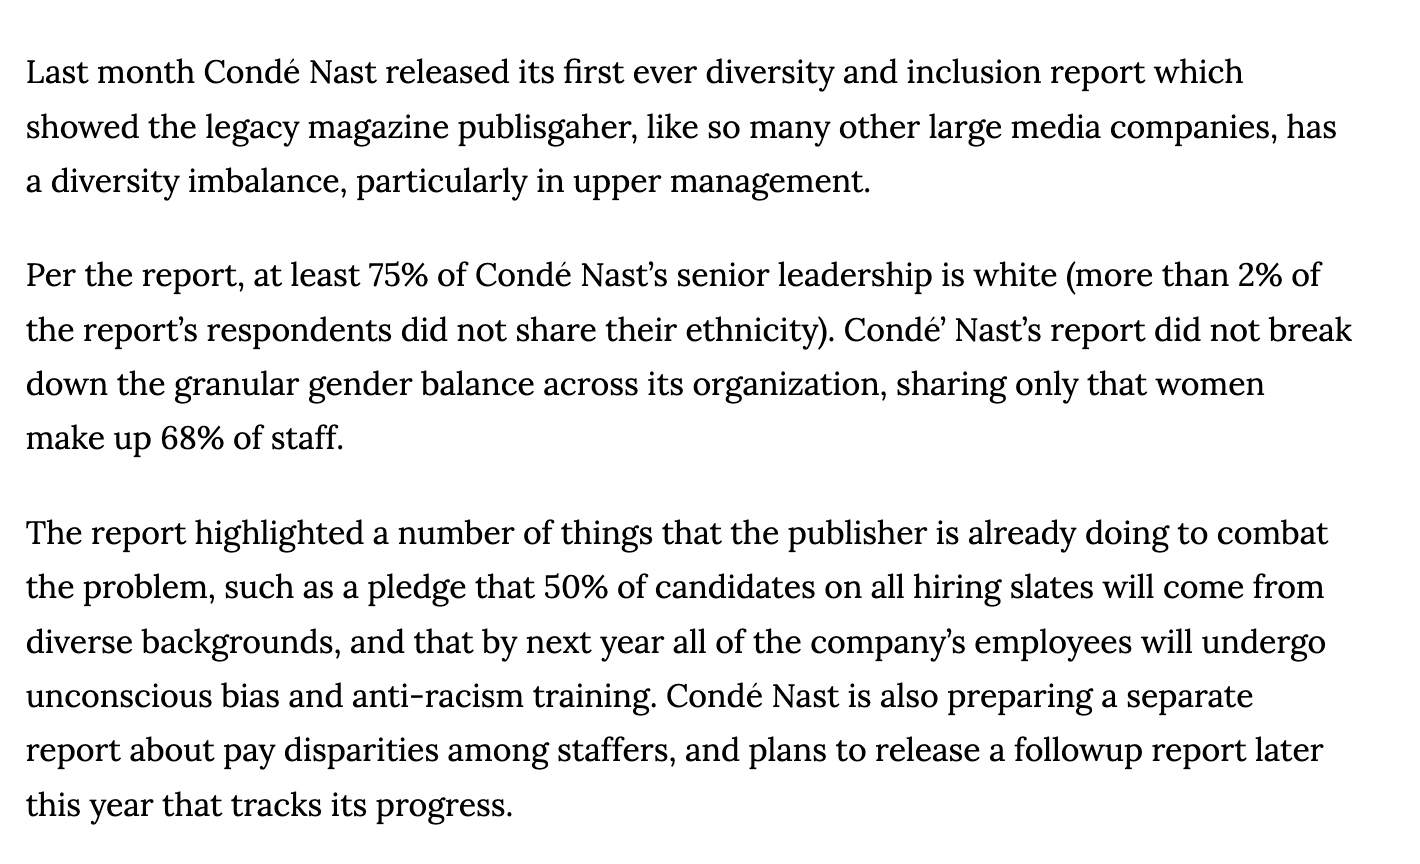 Last month Condé Nast released its first ever diversity and inclusion report which
showed the legacy magazine publisgaher, like so many other large media companies, has
a diversity imbalance, particularly in upper management.
Per the report, at least 75% of Condé Nast’s senior leadership is white (more than 2% of
the report’s respondents did not share their ethnicity). Condé’ Nast’s report did not break
down the granular gender balance across its organization, sharing only that women
make up 68% of staff.
The report highlighted a number of things that the publisher is already doing to combat
the problem, such as a pledge that 50% of candidates on all hiring slates will come from
diverse backgrounds, and that by next year all of the company’s employees will undergo
unconscious bias and anti-racism training. Condé Nast is also preparing a separate
report about pay disparities among staffers, and plans to release a followup report later
this year that tracks its progress.